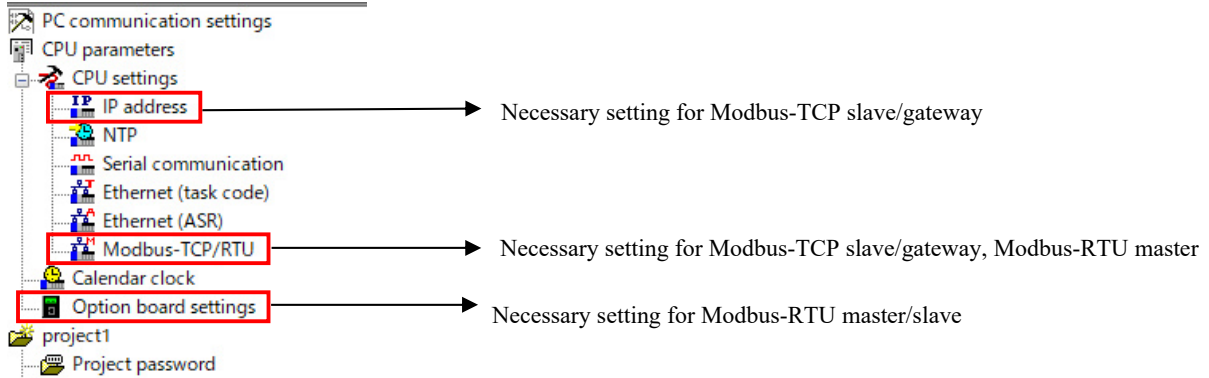 PC communication settings
CPU parameters
CPU settings
IP address
Necessary setting for Modbus-TCP slave/gateway
NTP
Serial communication
Ethernet (task code)
Ethernet (ASR)
Modbus-TCP/RTU
Necessary setting for Modbus-TCP slave/gateway, Modbus-RTU master
Calendar clock
Option board settings
Necessary setting for Modbus-RTU master/slave
project1
Project password